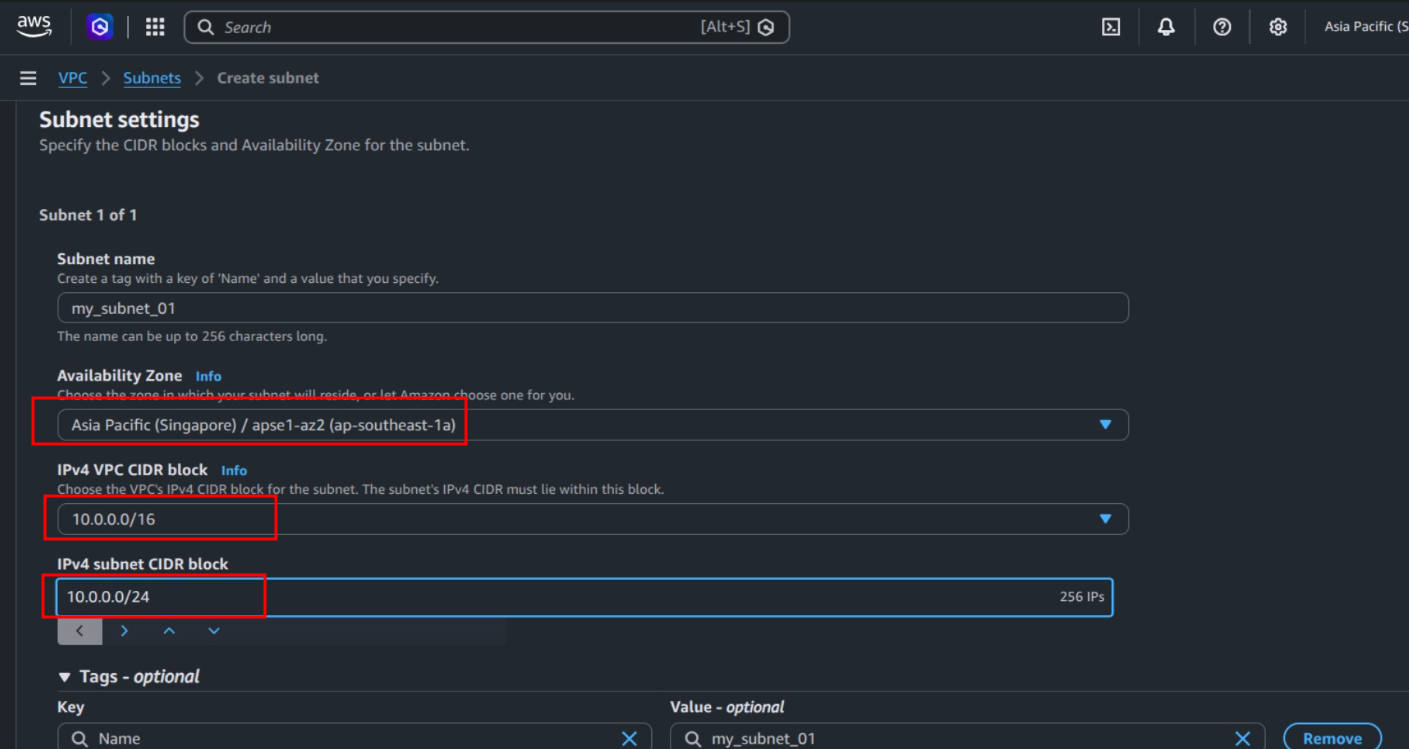 aws
Search [Alt+S]
Asia Pacific (S
VPC > Subnets > Create subnet
Subnet settings
Specify the CIDR blocks and Availability Zone for the subnet.
Subnet 1 of 1
Subnet name
Create a tag with a key of 'Name' and a value that you specify.
my_subnet_01
The name can be up to 256 characters long.
Availability Zone Info
Choose the zone in which your subnet will reside, or let Amazon choose one for you.
Asia Pacific (Singapore) / apse1-az2 (ap-southeast-1a)
IPv4 VPC CIDR block Info
Choose the VPC's IPv4 CIDR block for the subnet. The subnet's IPv4 CIDR must lie within this block.
10.0.0.0/16
IPv4 subnet CIDR block
10.0.0.0/24 256 IPs
Tags - optional
Key Value - optional
Name my_subnet_01 Remove